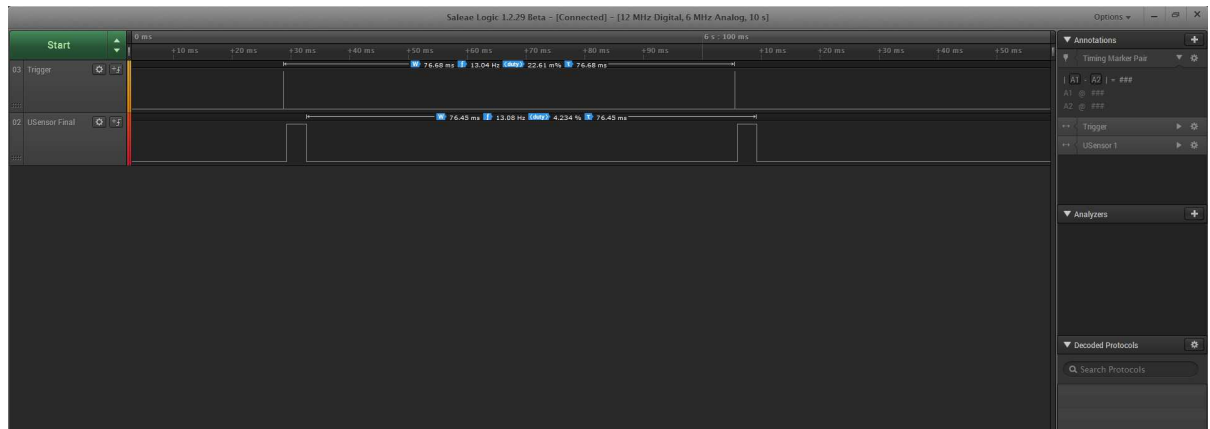 Saleae Logic 1.2.29 Beta - [Connected] - [12 MHz Digital, 6 MHz Analog, 10 s]
Options
Start
0 ms
6 s : 100 ms
+10 ms +20 ms +30 ms +40 ms +50 ms +60 ms +70 ms +80 ms +90 ms +10 ms +20 ms +30 ms +40 ms +50 ms
03 Trigger
W 76.68 ms f 13.04 Hz duty 22.61 m% T 76.68 ms
02 USensor Final
W 76.45 ms f 13.08 Hz duty 4.234 % T 76.45 ms
Annotations
Timing Marker Pair
| A1 - A2 | = ###
A1 @ ###
A2 @ ###
Trigger
USensor 1
Analyzers
Decoded Protocols
Search Protocols